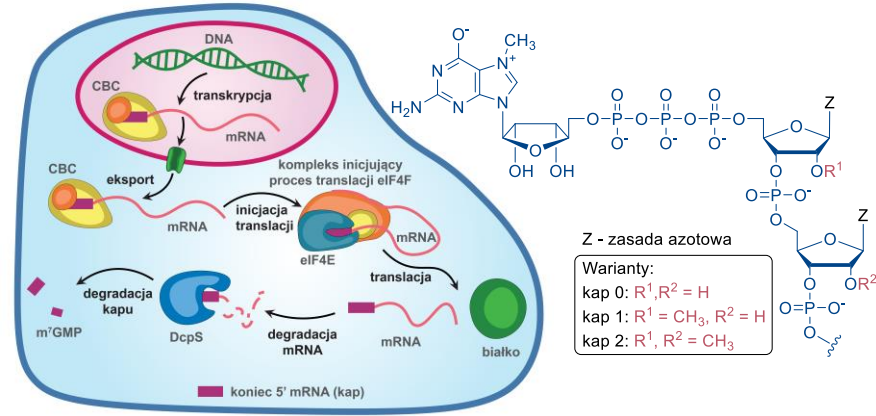 DNA
CBC
transkrypcja
mRNA
CBC
eksport
mRNA
kompleks inicjujący
proces translacji eIF4F
inicjacja
translacji
eIF4E
mRNA
translacja
białko
mRNA
degradacja
mRNA
DcpS
degradacja
kapu
m⁷GMP
koniec 5' mRNA (kap)
O⁻
CH₃
N
N⁺
H₂N
N
N
O
OH OH
O
O O O
O P O P O P O
O⁻ O⁻ O⁻
Z
O
O OR¹
O=P–O⁻
O
Z
O
O OR²
O=P–O⁻
O
Z - zasada azotowa
Warianty:
kap 0: R¹,R² = H
kap 1: R¹ = CH₃, R² = H
kap 2: R¹, R² = CH₃